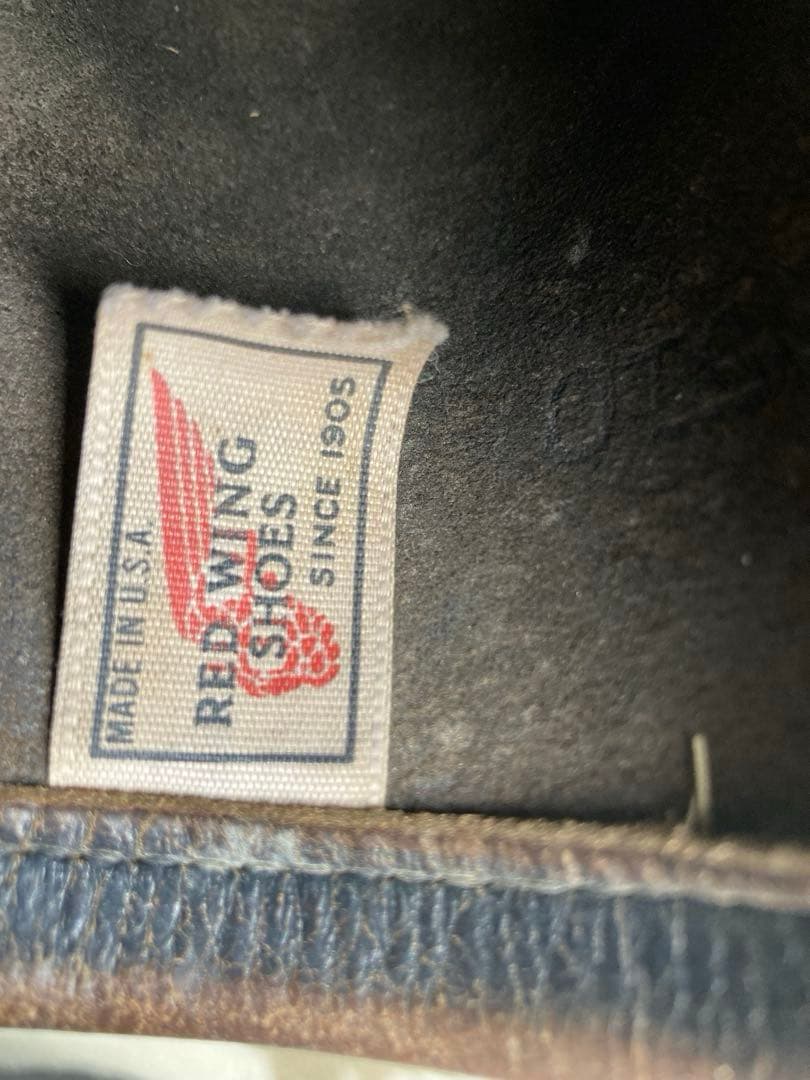 MADE IN U.S.A.
RED WING
SHOES
SINCE 1905